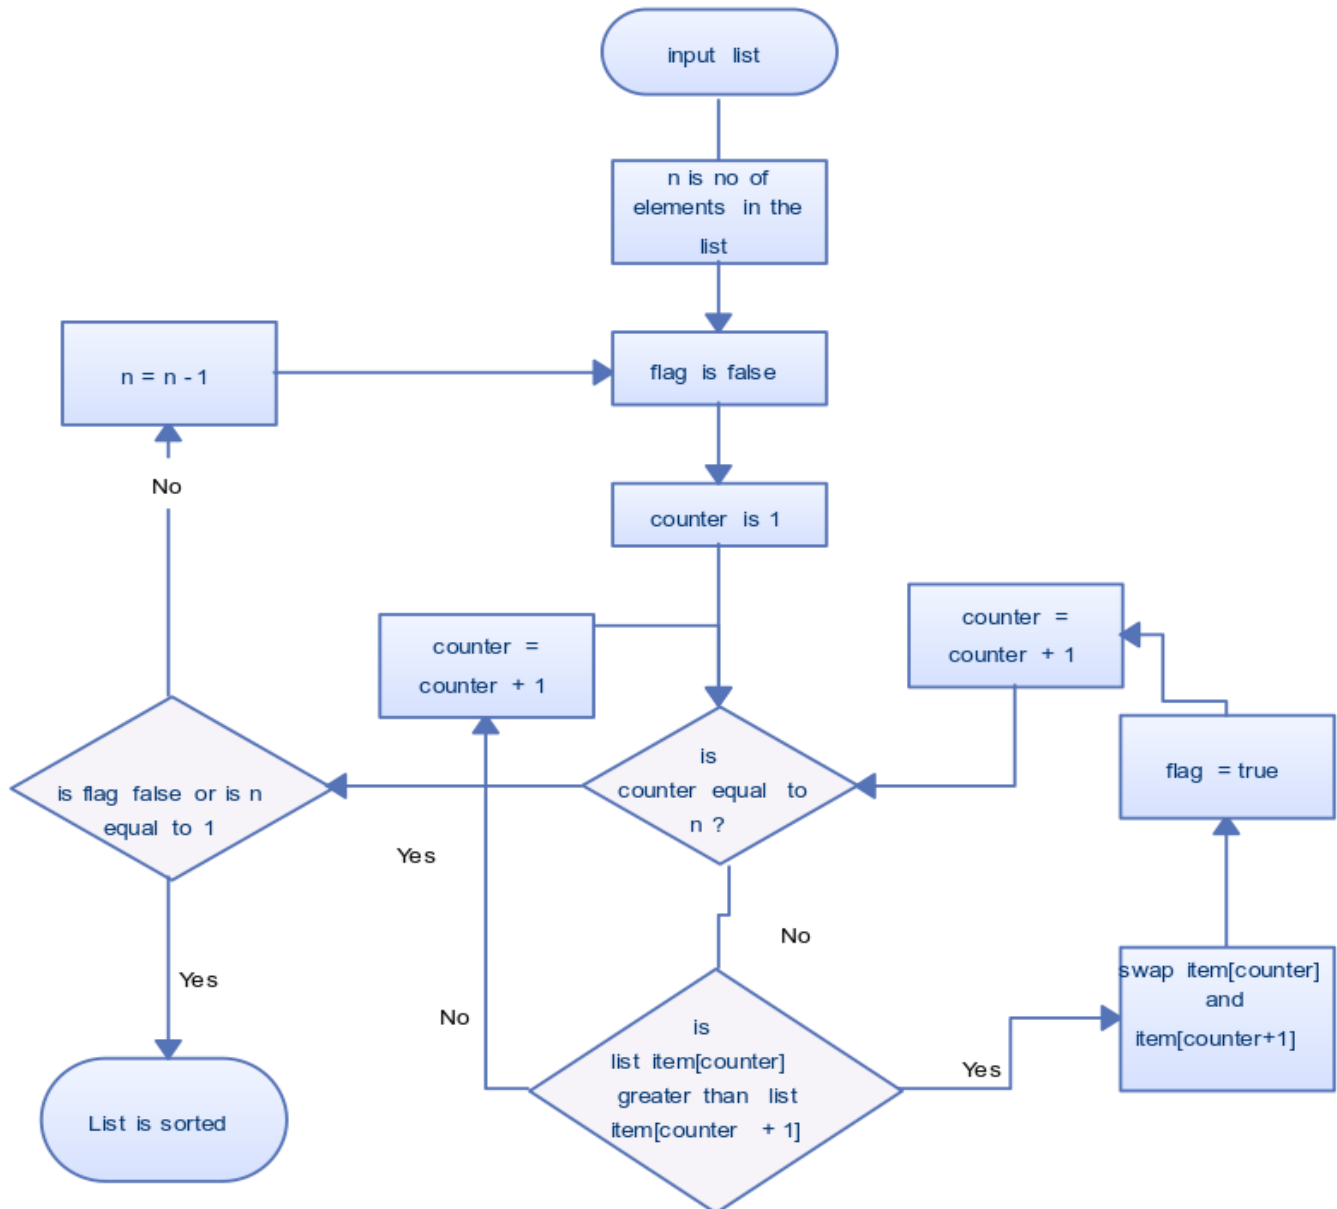 input list
n is no of
elements in the
list
n = n - 1
flag is false
No
counter is 1
counter =
counter + 1
counter =
counter + 1
is
counter equal to
n ?
flag = true
is flag false or is n
equal to 1
Yes
No
Yes
swap item[counter]
and
item[counter+1]
No
is
list item[counter]
greater than list
item[counter + 1]
Yes
List is sorted